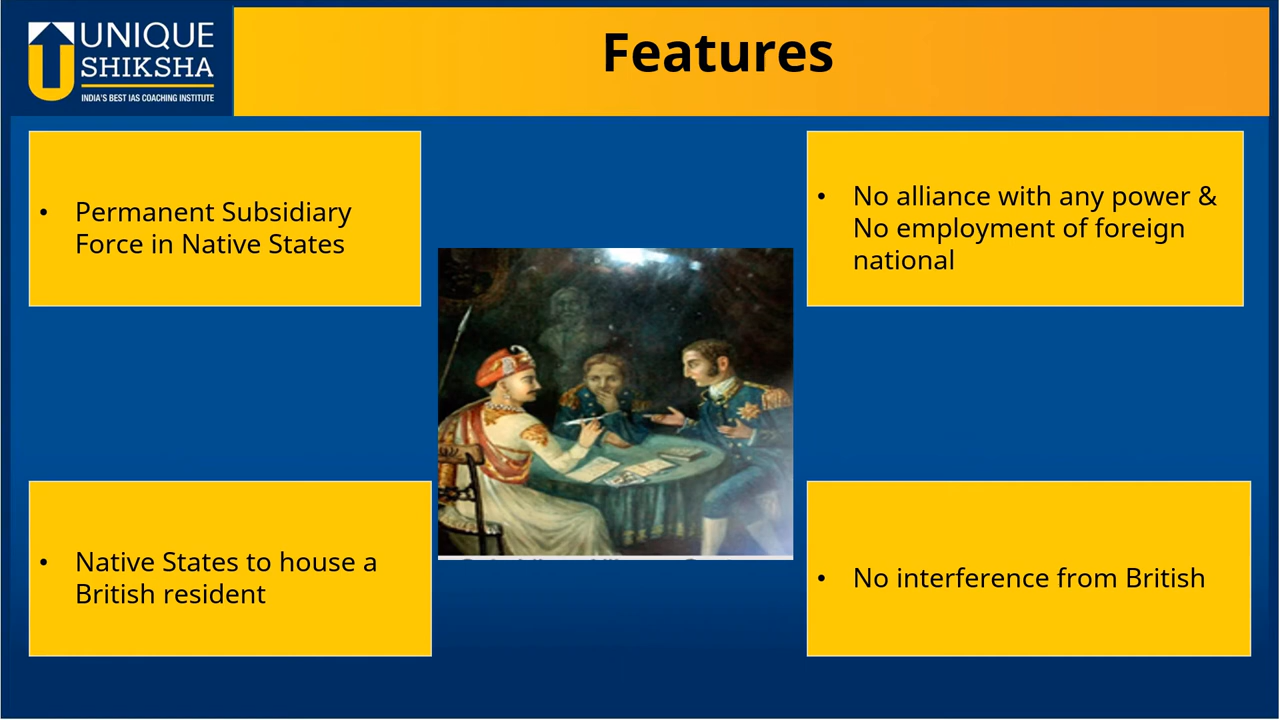 UNIQUE
SHIKSHA
INDIA'S BEST IAS COACHING INSTITUTE
Features
• Permanent Subsidiary
Force in Native States
• No alliance with any power &
No employment of foreign
national
• Native States to house a
British resident
• No interference from British